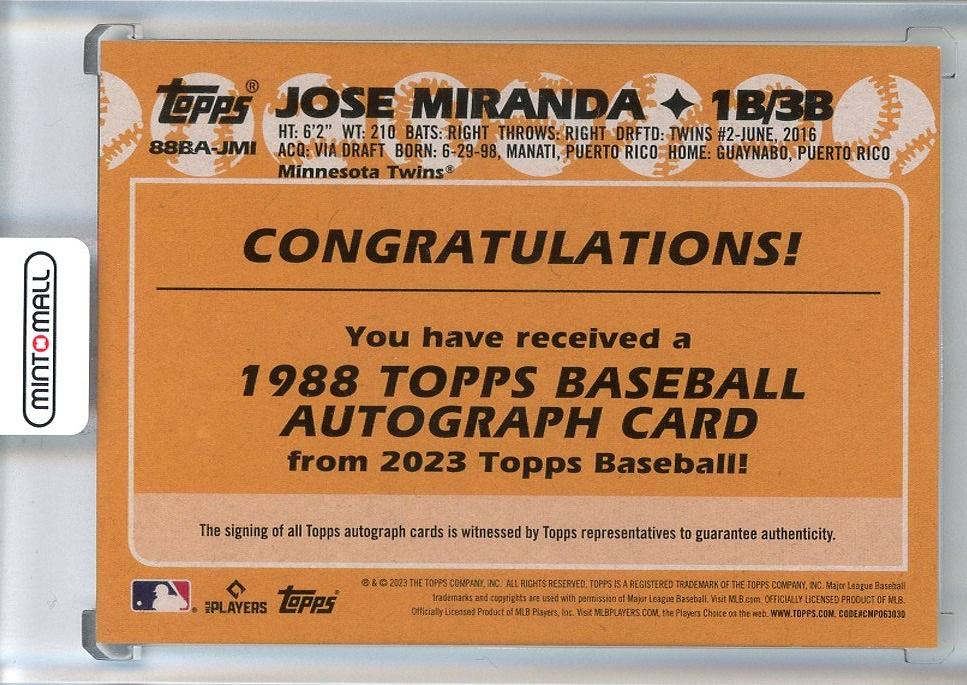 Topps®
88BA-JMI
JOSE MIRANDA ✦ 1B/3B
HT: 6'2" WT: 210 BATS: RIGHT THROWS: RIGHT DRFTD: TWINS #2-JUNE, 2016
ACQ: VIA DRAFT BORN: 6-29-98, MANATI, PUERTO RICO HOME: GUAYNABO, PUERTO RICO
Minnesota Twins®
CONGRATULATIONS!
You have received a
1988 TOPPS BASEBALL
AUTOGRAPH CARD
from 2023 Topps Baseball!
The signing of all Topps autograph cards is witnessed by Topps representatives to guarantee authenticity.
MLB PLAYERS
Topps®
® & © 2023 THE TOPPS COMPANY, INC. ALL RIGHTS RESERVED. TOPPS IS A REGISTERED TRADEMARK OF THE TOPPS COMPANY, INC. Major League Baseball
trademarks and copyrights are used with permission of Major League Baseball. Visit MLB.com. OFFICIALLY LICENSED PRODUCT OF MLB.
Officially Licensed Product of MLB Players, Inc. Visit MLBPLAYERS.COM, the Players Choice on the web. WWW.TOPPS.COM. CODE#CMP063030
MINT MALL